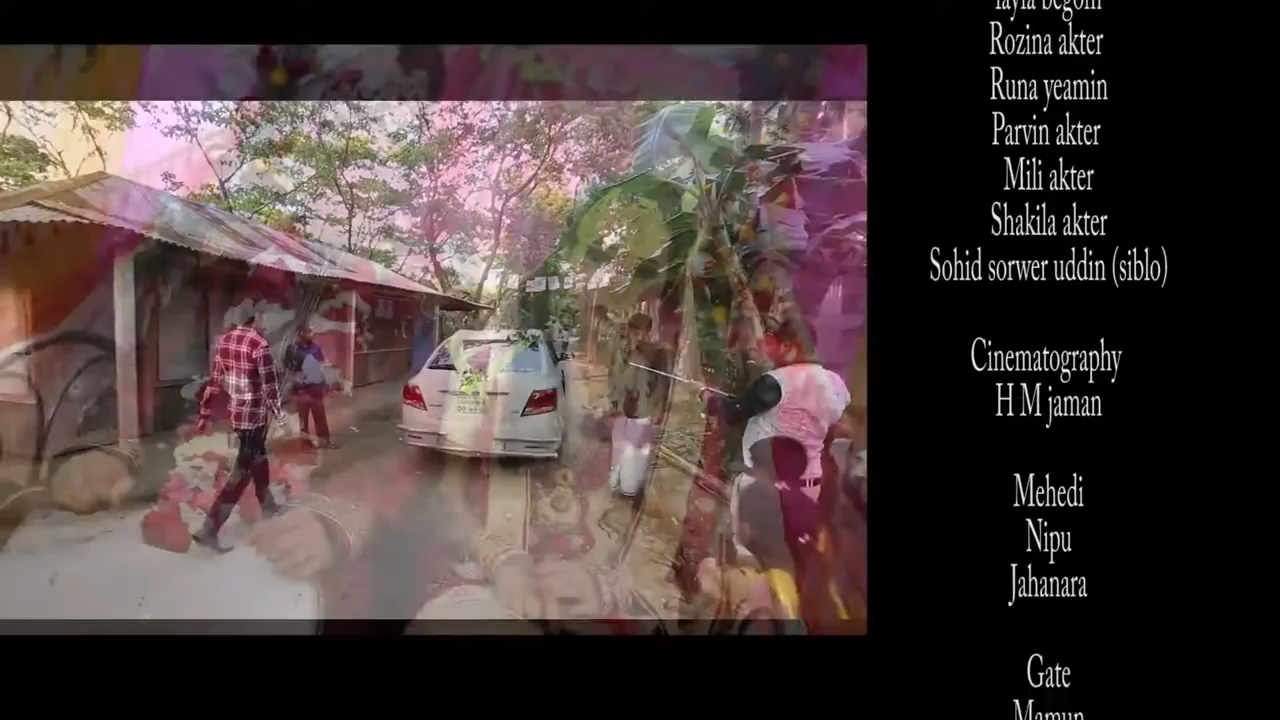 Rozina akter
Runa yeamin
Parvin akter
Mili akter
Shakila akter
Sohid sorwer uddin (siblo)
Cinematography
H M jaman
Mehedi
Nipu
Jahanara
Gate
Mamun